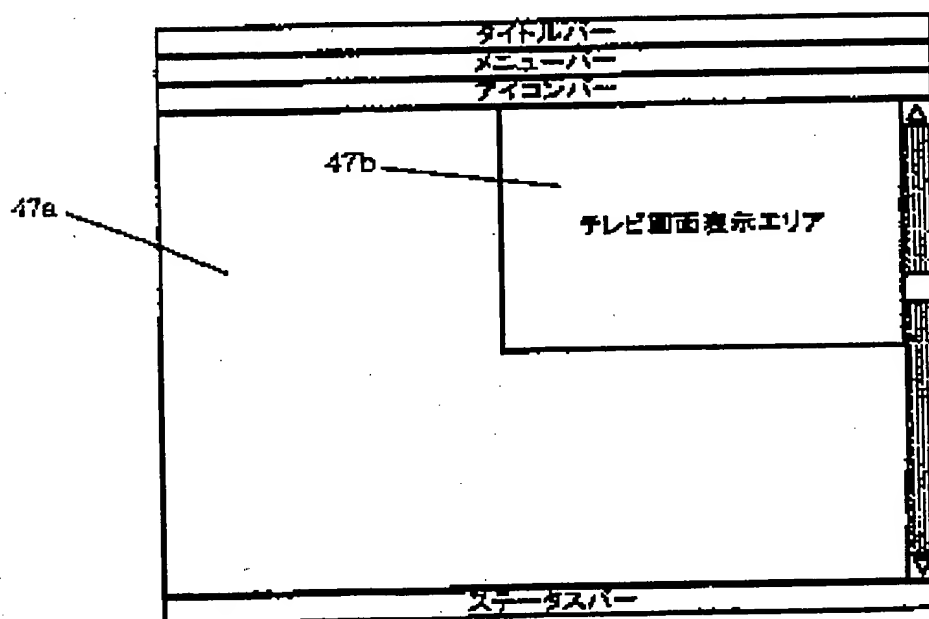 タイトルバー
メニューバー
アイコンバー
47b
47a
テレビ画面表示エリア
ステータスバー